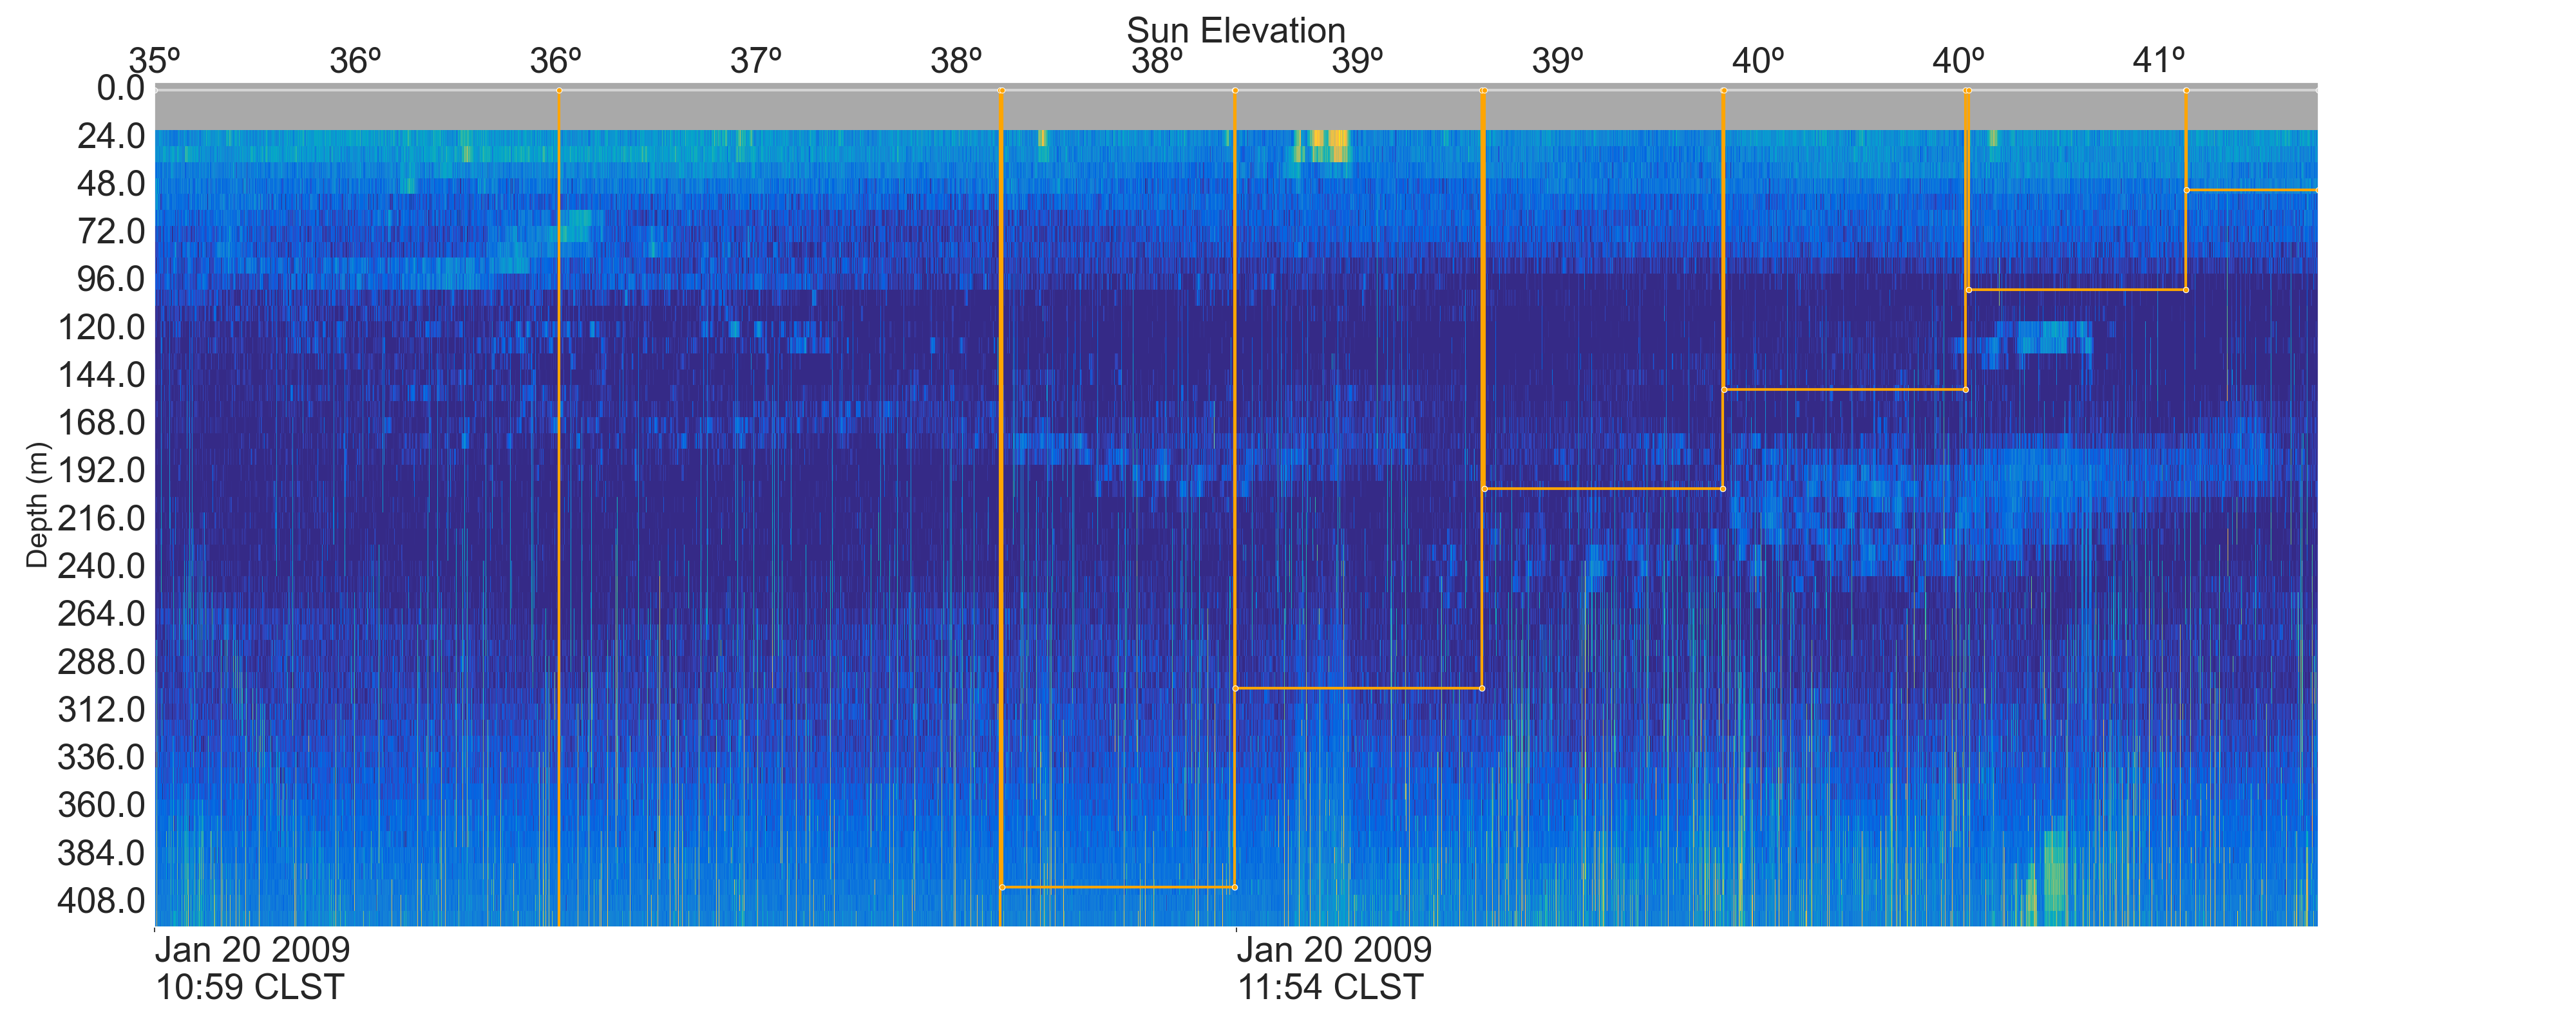 Sun Elevation
35º 36º 36º 37º 38º 38º 39º 39º 40º 40º 41º
0.0
24.0
48.0
72.0
96.0
120.0
144.0
168.0
192.0
216.0
240.0
264.0
288.0
312.0
336.0
360.0
384.0
408.0
Depth (m)
Jan 20 2009
10:59 CLST
Jan 20 2009
11:54 CLST